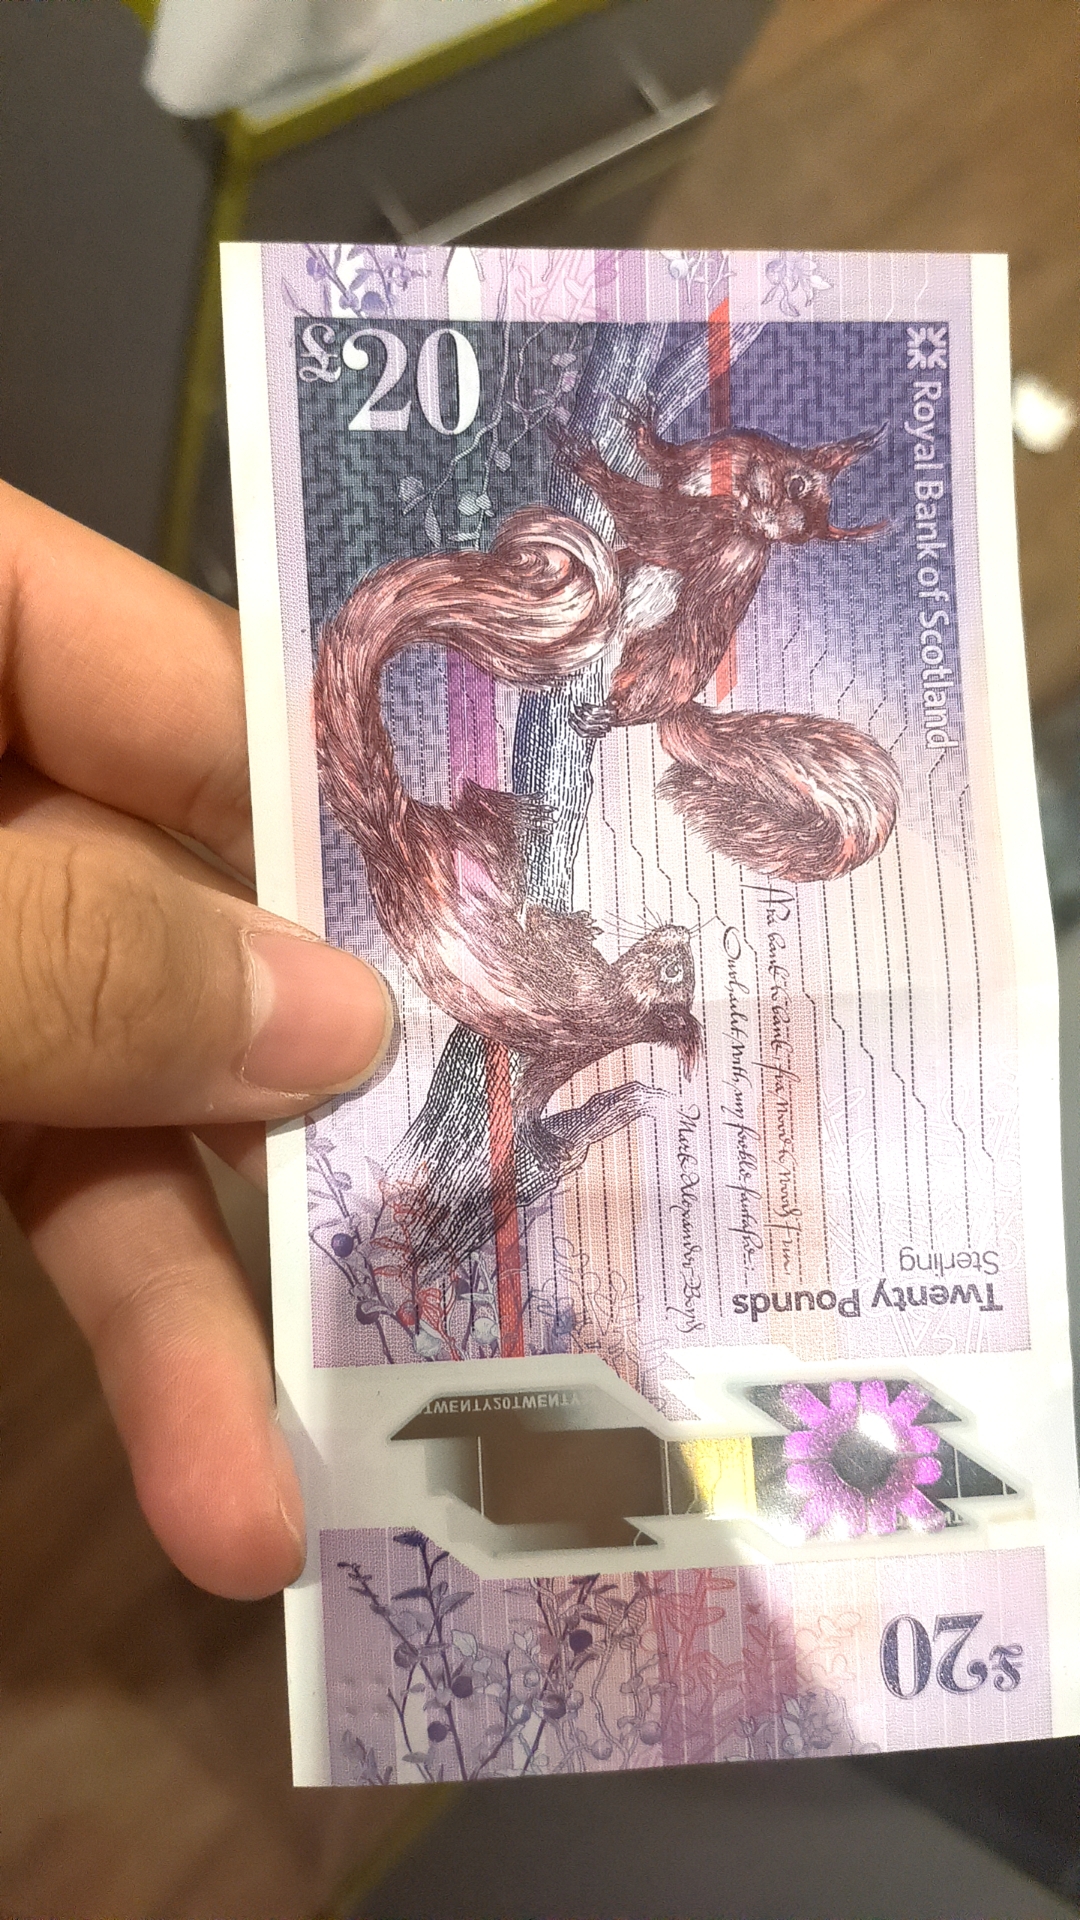 Royal Bank of Scotland
£20
Twenty Pounds
Sterling
Fra bank to bank, fra wood to wood I rin
Ourhailit with my feeble fantasie...
Mark Alexander Boyd
TWENTY20TWENTY
£20